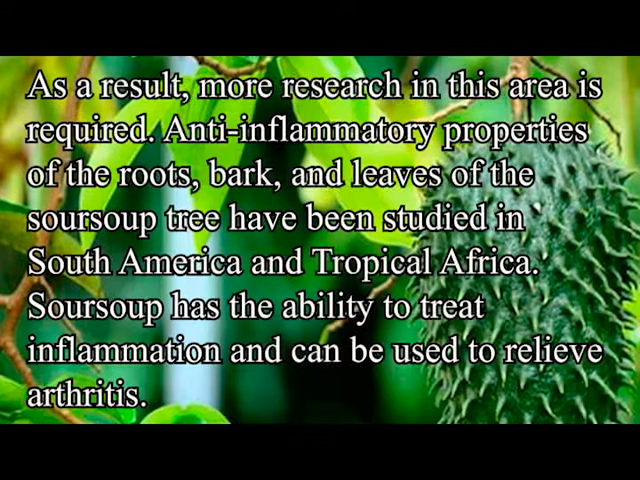 As a result, more research in this area is
required. Anti-inflammatory properties
of the roots, bark, and leaves of the
soursoup tree have been studied in
South America and Tropical Africa.
Soursoup has the ability to treat
inflammation and can be used to relieve
arthritis.